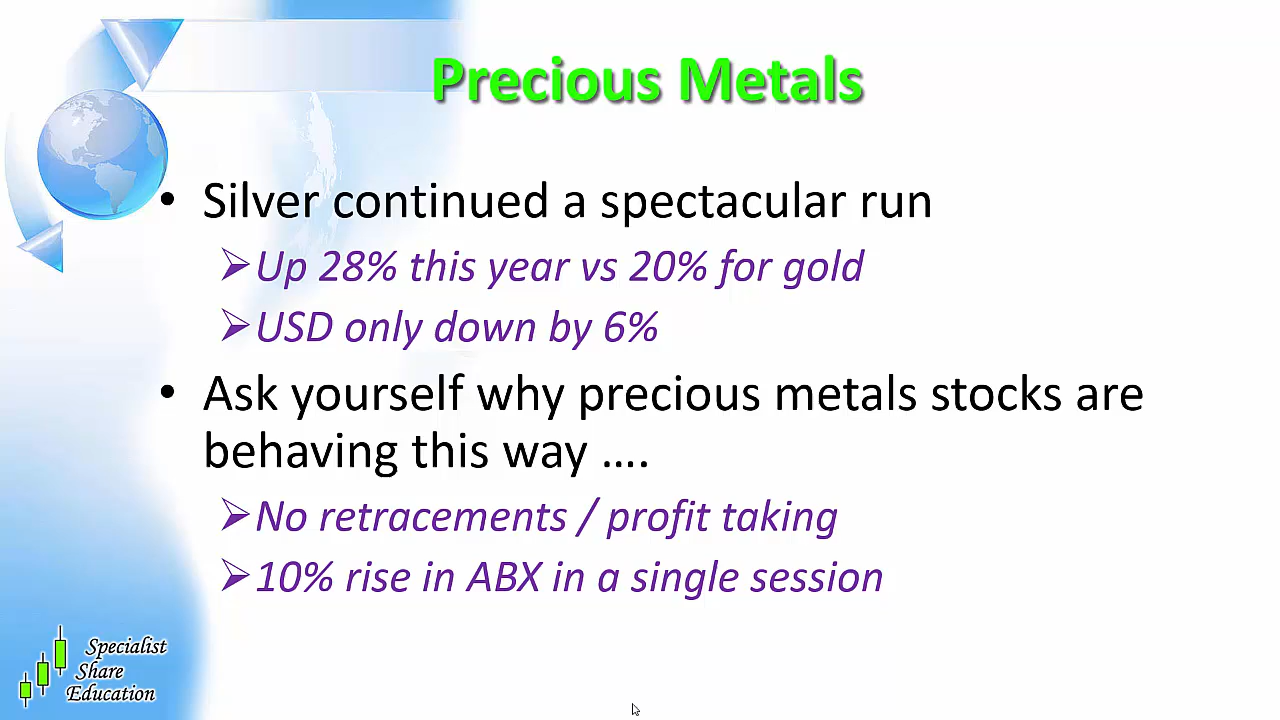 Precious Metals
• Silver continued a spectacular run
➢Up 28% this year vs 20% for gold
➢USD only down by 6%
• Ask yourself why precious metals stocks are
behaving this way ….
➢No retracements / profit taking
➢10% rise in ABX in a single session
Specialist
Share
Education